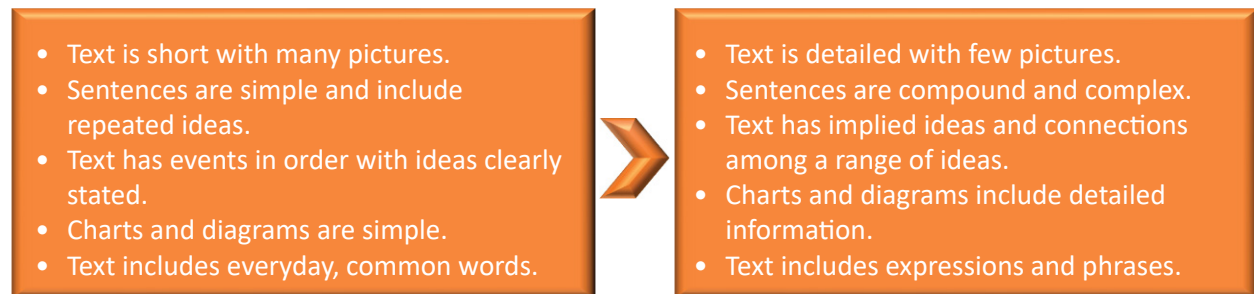 • Text is short with many pictures.
• Sentences are simple and include
repeated ideas.
• Text has events in order with ideas clearly
stated.
• Charts and diagrams are simple.
• Text includes everyday, common words.
• Text is detailed with few pictures.
• Sentences are compound and complex.
• Text has implied ideas and connections
among a range of ideas.
• Charts and diagrams include detailed
information.
• Text includes expressions and phrases.